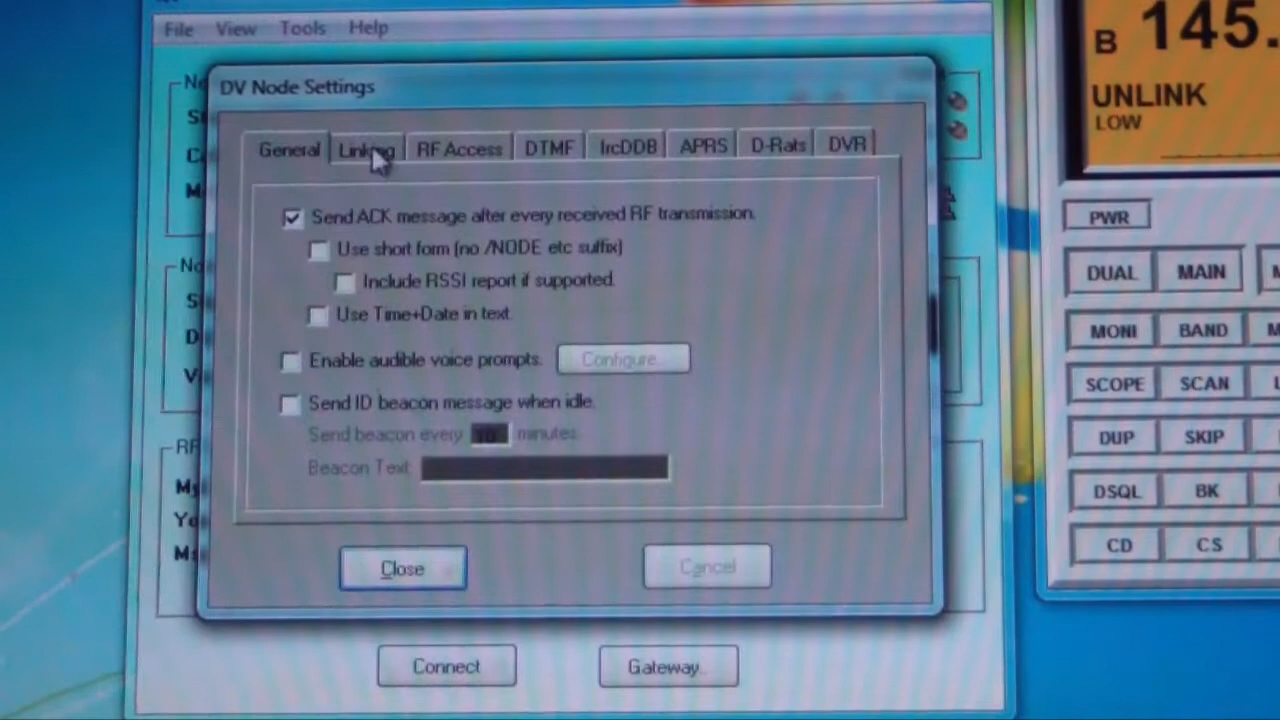 File View Tools Help
DV Node Settings
General Linking RF Access DTMF IrcDDB APRS D-Rats DVR
Send ACK message after every received RF transmission.
Use short form (no /NODE etc suffix)
Include RSSI report if supported.
Use Time+Date in text.
Enable audible voice prompts. Configure...
Send ID beacon message when idle.
Send beacon every minutes.
Beacon Text:
Close Cancel
Connect Gateway..
RF
B 145.
UNLINK
LOW
PWR
DUAL MAIN
MONI BAND
SCOPE SCAN
DUP SKIP
DSQL BK
CD CS